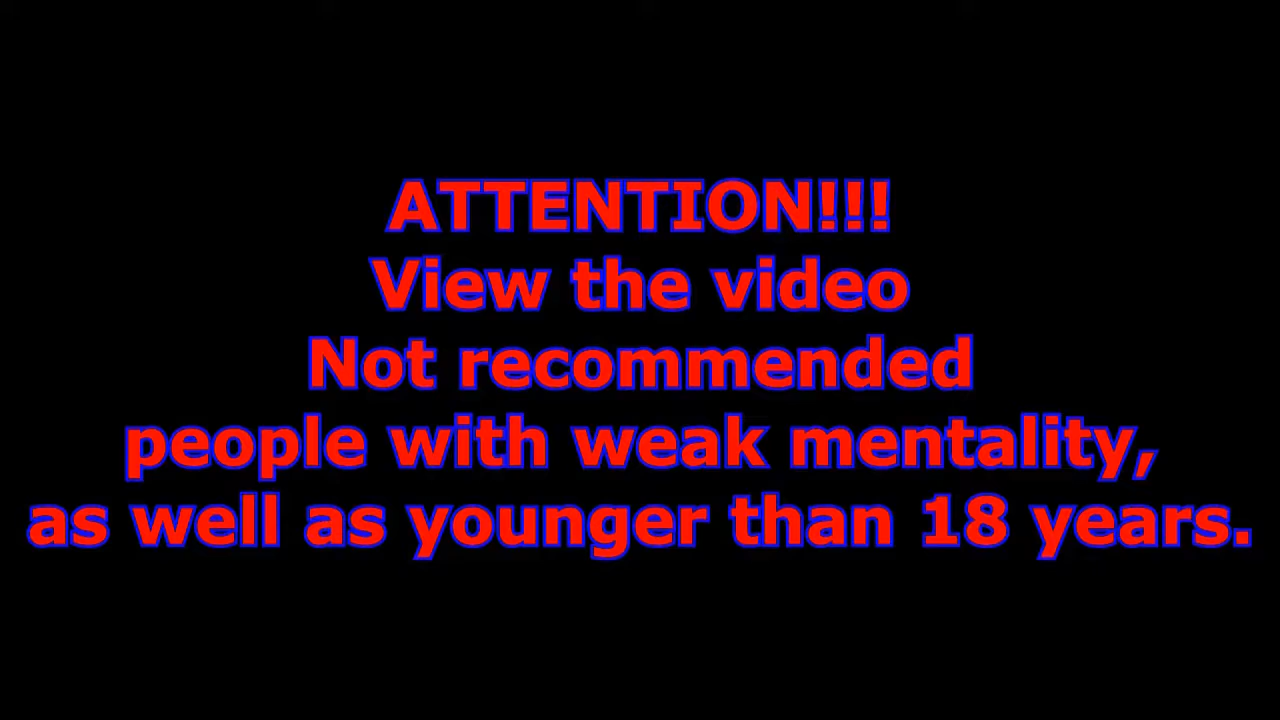 ATTENTION!!!
View the video
Not recommended
people with weak mentality,
as well as younger than 18 years.